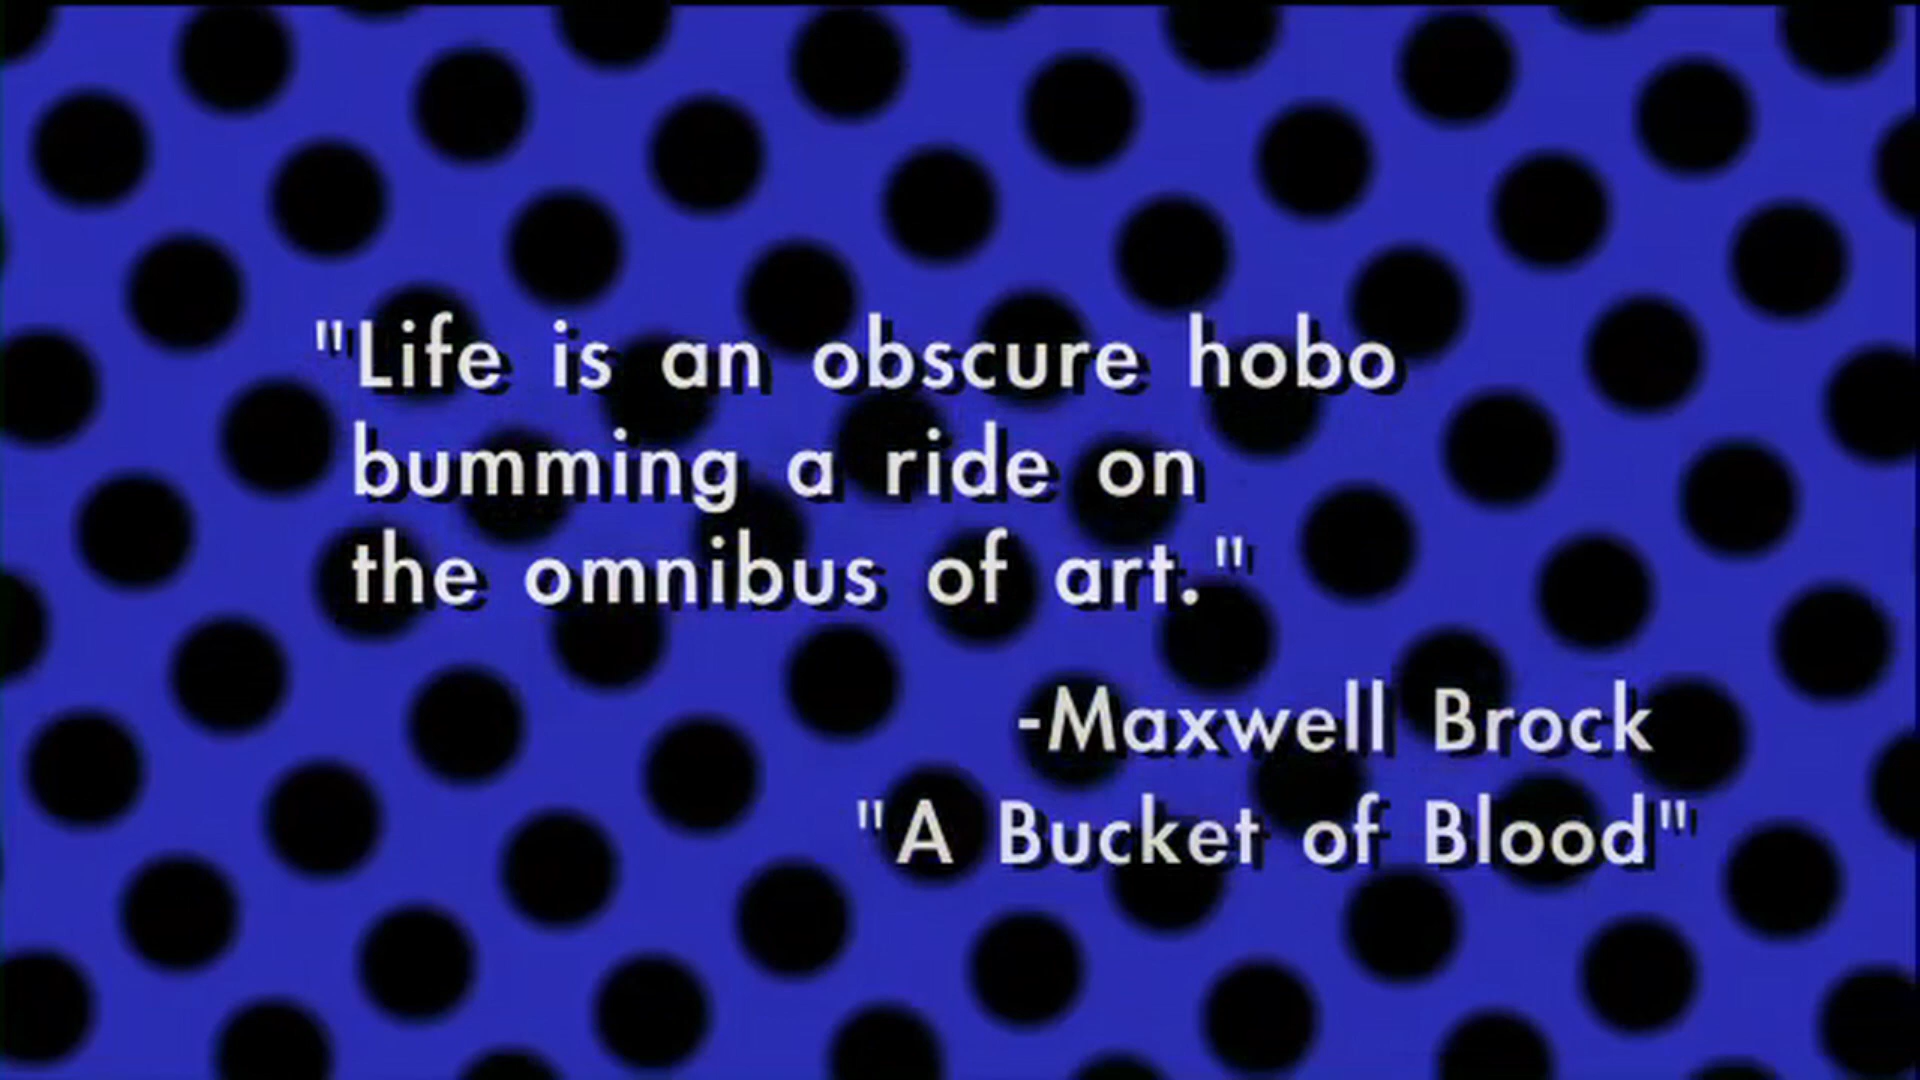 "Life is an obscure hobo
bumming a ride on
the omnibus of art."
-Maxwell Brock
"A Bucket of Blood"